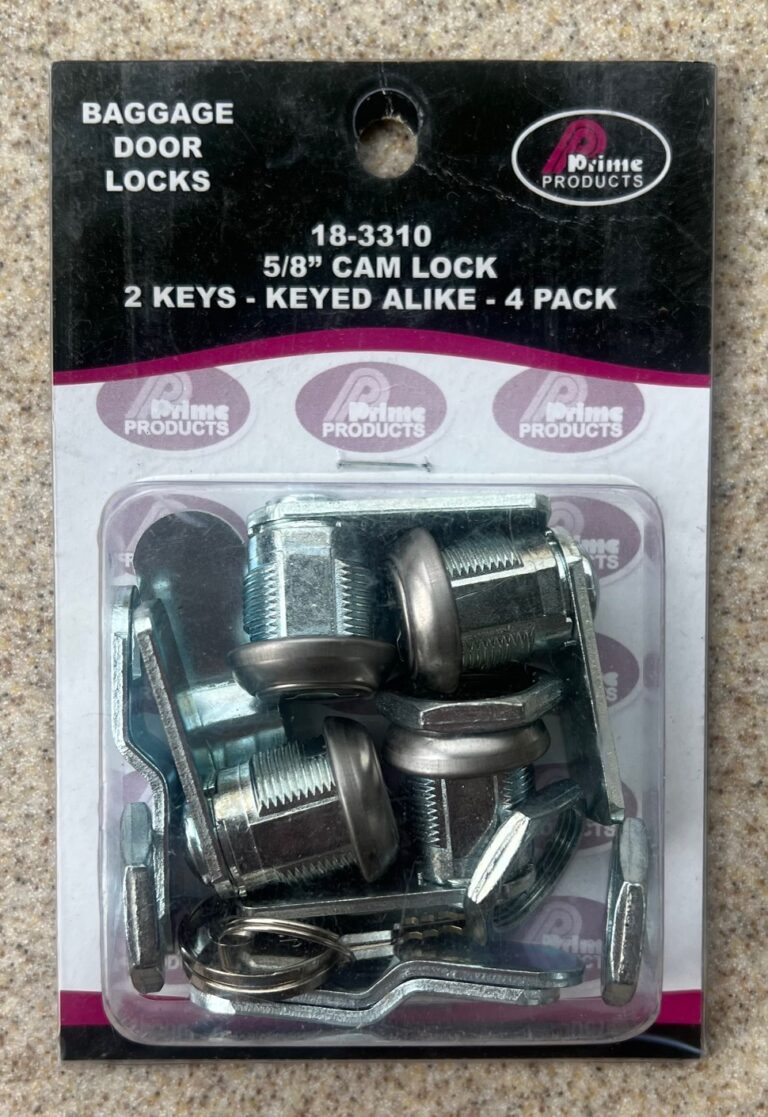 BAGGAGE
DOOR
LOCKS
Prime
PRODUCTS
18-3310
5/8” CAM LOCK
2 KEYS - KEYED ALIKE - 4 PACK
Prime
PRODUCTS
Prime
PRODUCTS
Prime
PRODUCTS